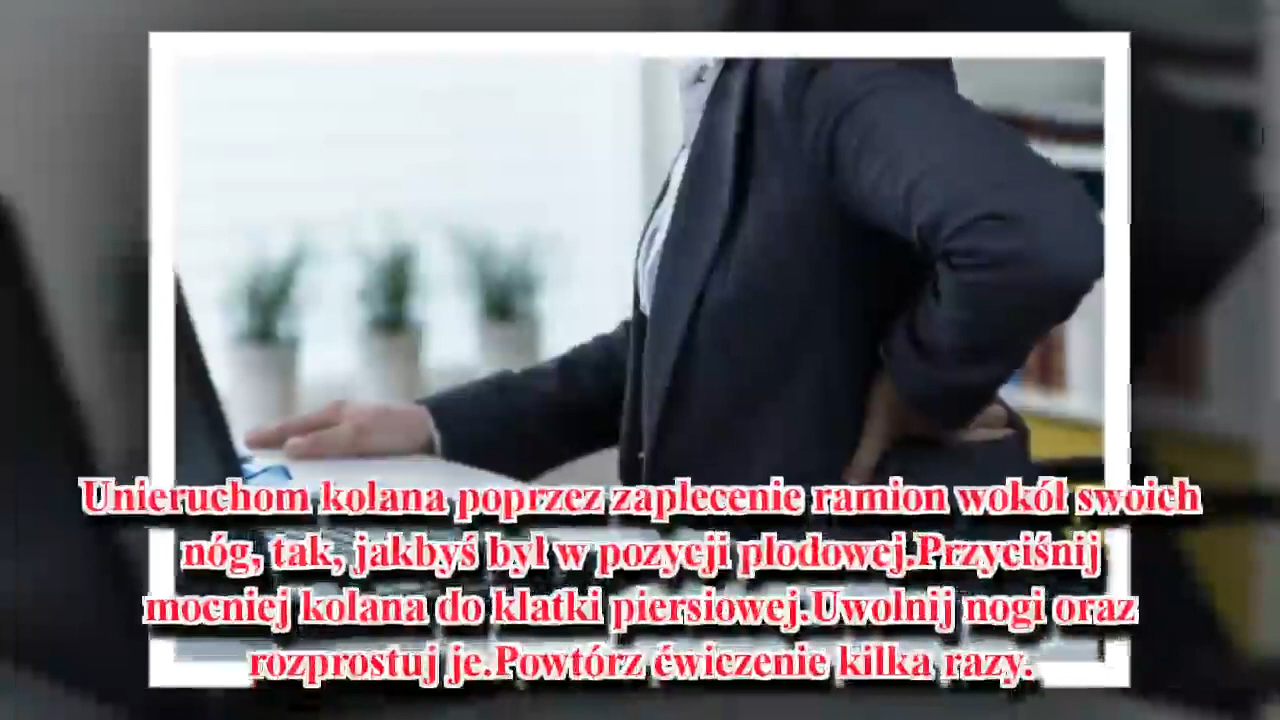 Unieruchom kolana poprzez zaplecenie ramion wokół swoich
nóg, tak, jakbyś był w pozycji płodowej.Przyciśnij
mocniej kolana do klatki piersiowej.Uwolnij nogi oraz
rozprostuj je.Powtórz ćwiczenie kilka razy.